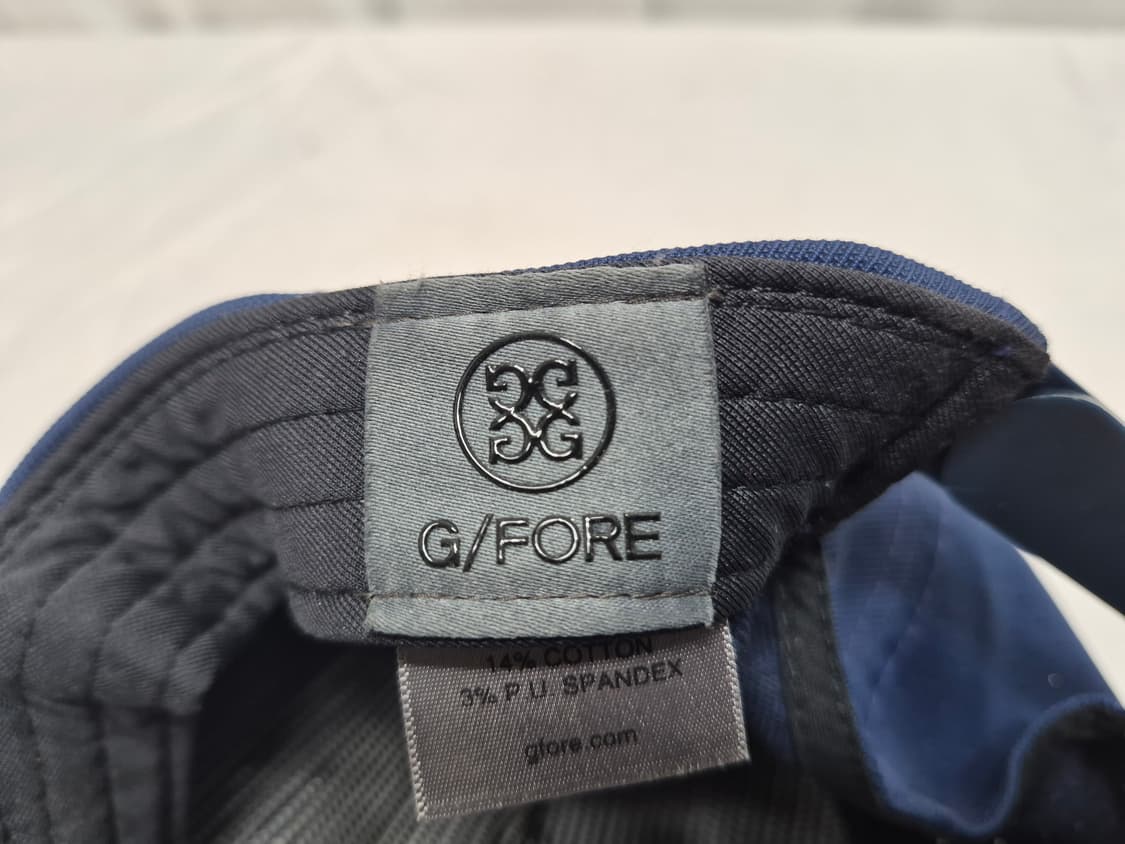 G/FORE
14% COTTON
3% P.U. SPANDEX
gfore.com